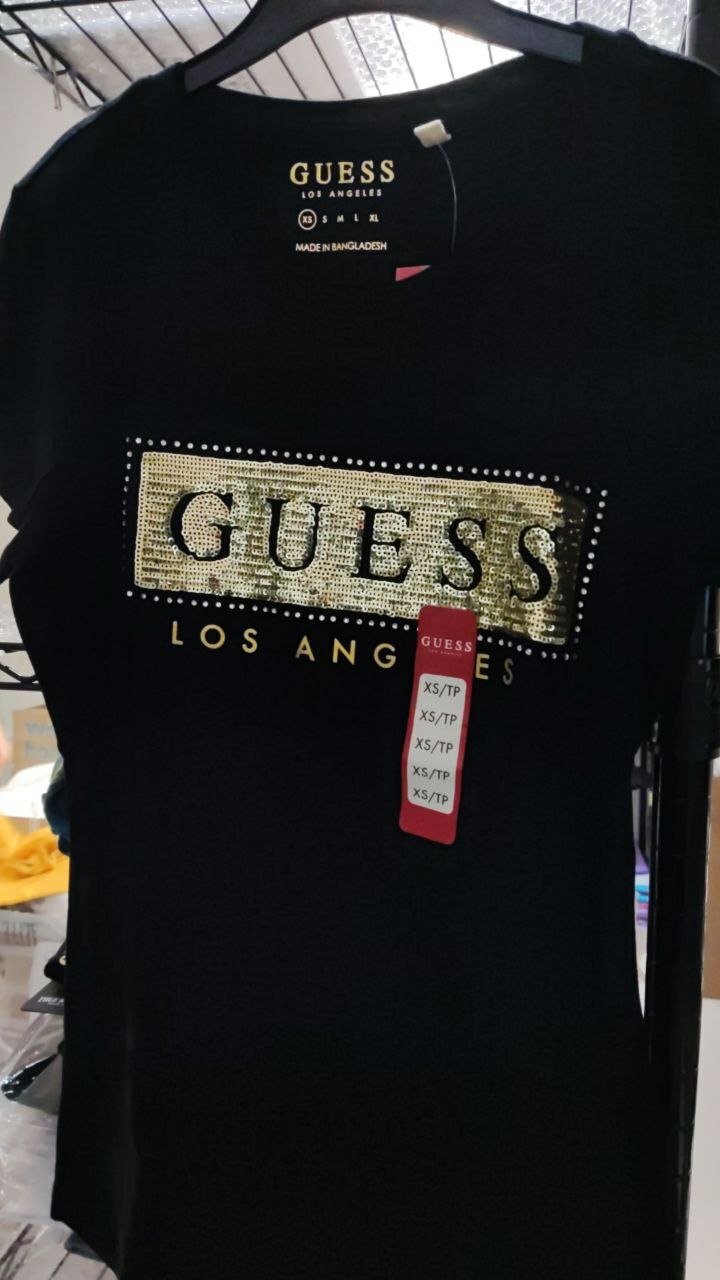 GUESS
LOS ANGELES
XS S M L XL
MADE IN BANGLADESH
GUESS
LOS ANG ES
GUESS
XS/TP
XS/TP
XS/TP
XS/TP
XS/TP